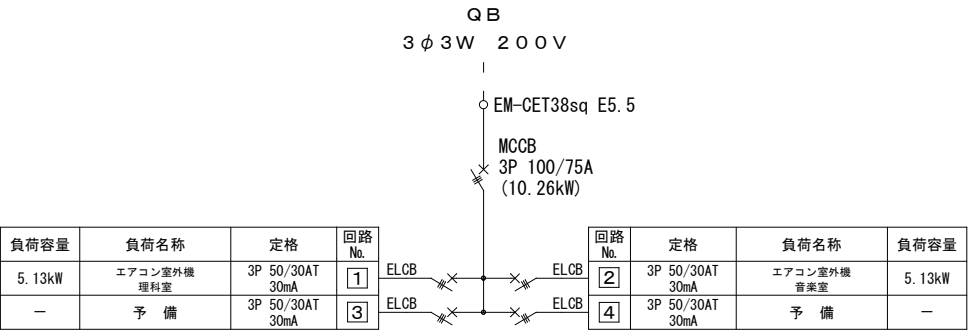 QB
3φ3W 200V
EM-CET38sq E5.5
MCCB
3P 100/75A
(10.26kW)
負荷容量 負荷名称 定格 回路No.
5.13kW エアコン室外機 理科室 3P 50/30AT 30mA 1 ELCB
－ 予備 3P 50/30AT 30mA 3 ELCB
回路No. 定格 負荷名称 負荷容量
ELCB 2 3P 50/30AT 30mA エアコン室外機 音楽室 5.13kW
ELCB 4 3P 50/30AT 30mA 予備 －